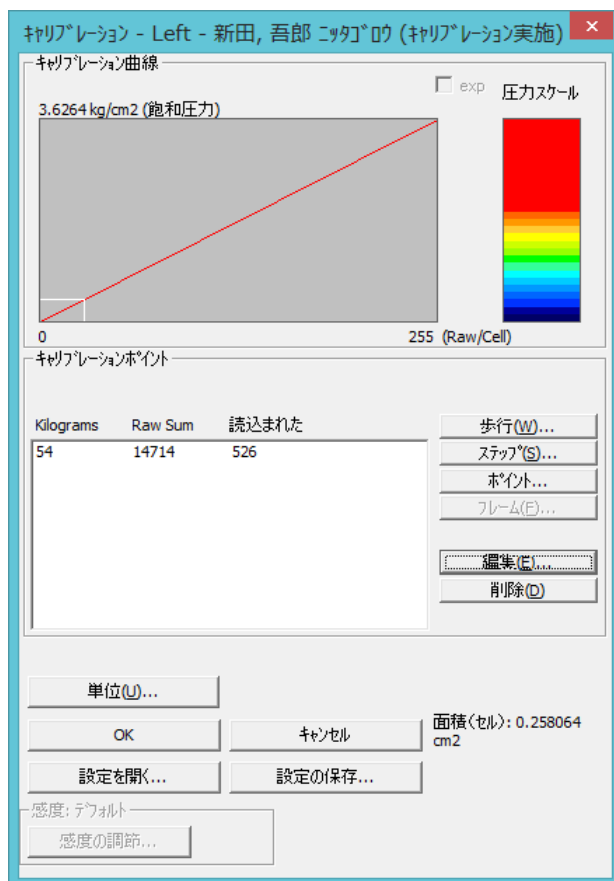 ｷｬﾘﾌﾞﾚｰｼｮﾝ - Left - 新田, 吾郎 ﾆｯﾀｺﾞﾛｳ (ｷｬﾘﾌﾞﾚｰｼｮﾝ実施)
ｷｬﾘﾌﾞﾚｰｼｮﾝ曲線
exp
圧力スケール
3.6264 kg/cm2 (飽和圧力)
0
255 (Raw/Cell)
ｷｬﾘﾌﾞﾚｰｼｮﾝﾎﾟｲﾝﾄ
Kilograms Raw Sum 読込まれた
54 14714 526
歩行(W)...
ｽﾃｯﾌﾟ(S)...
ﾎﾟｲﾝﾄ...
フレーム(F)...
編集(E)...
削除(D)
単位(U)...
OK
ｷｬﾝｾﾙ
面積(セル): 0.258064
cm2
設定を開く...
設定の保存...
感度: ﾃﾞﾌｫﾙﾄ
感度の調節...